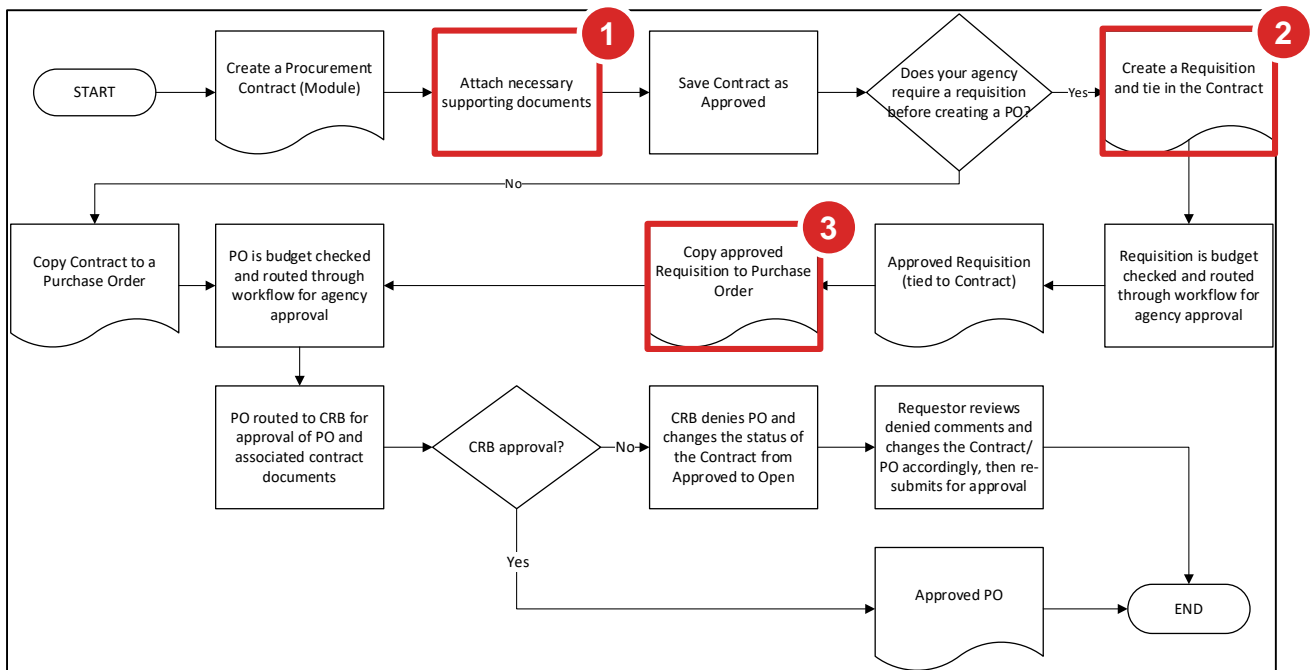 1
2
START
Create a Procurement
Contract (Module)
Attach necessary
supporting documents
Save Contract as
Approved
Does your agency
require a requisition
before creating a PO?
Yes
Create a Requisition
and tie in the Contract
No
3
Copy Contract to a
Purchase Order
PO is budget checked
and routed through
workflow for agency
approval
Copy approved
Requisition to Purchase
Order
Approved Requisition
(tied to Contract)
Requisition is budget
checked and routed
through workflow for
agency approval
PO routed to CRB for
approval of PO and
associated contract
documents
CRB approval?
No
CRB denies PO and
changes the status of
the Contract from
Approved to Open
Requestor reviews
denied comments and
changes the Contract/
PO accordingly, then re-
submits for approval
Yes
Approved PO
END